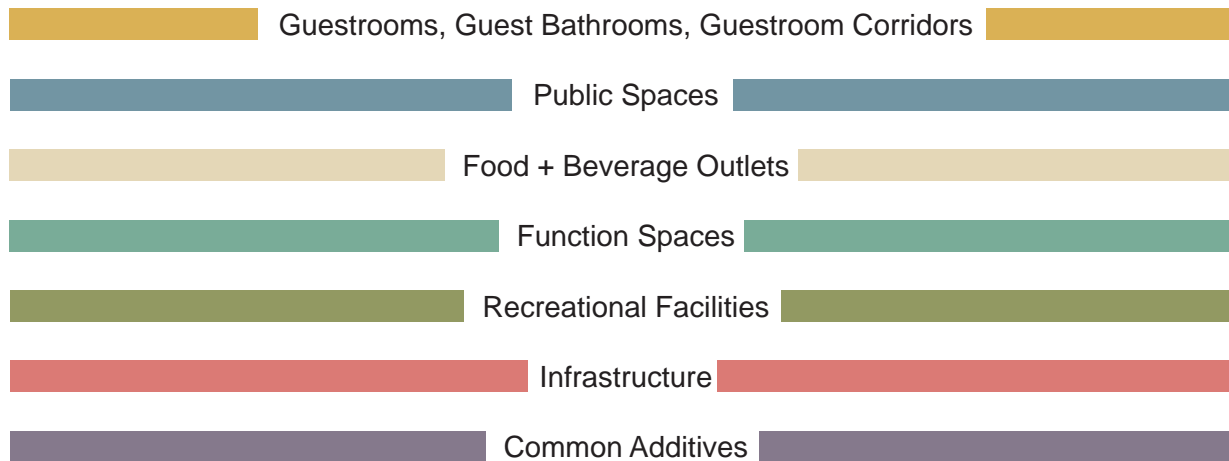 Guestrooms, Guest Bathrooms, Guestroom Corridors
Public Spaces
Food + Beverage Outlets
Function Spaces
Recreational Facilities
Infrastructure
Common Additives